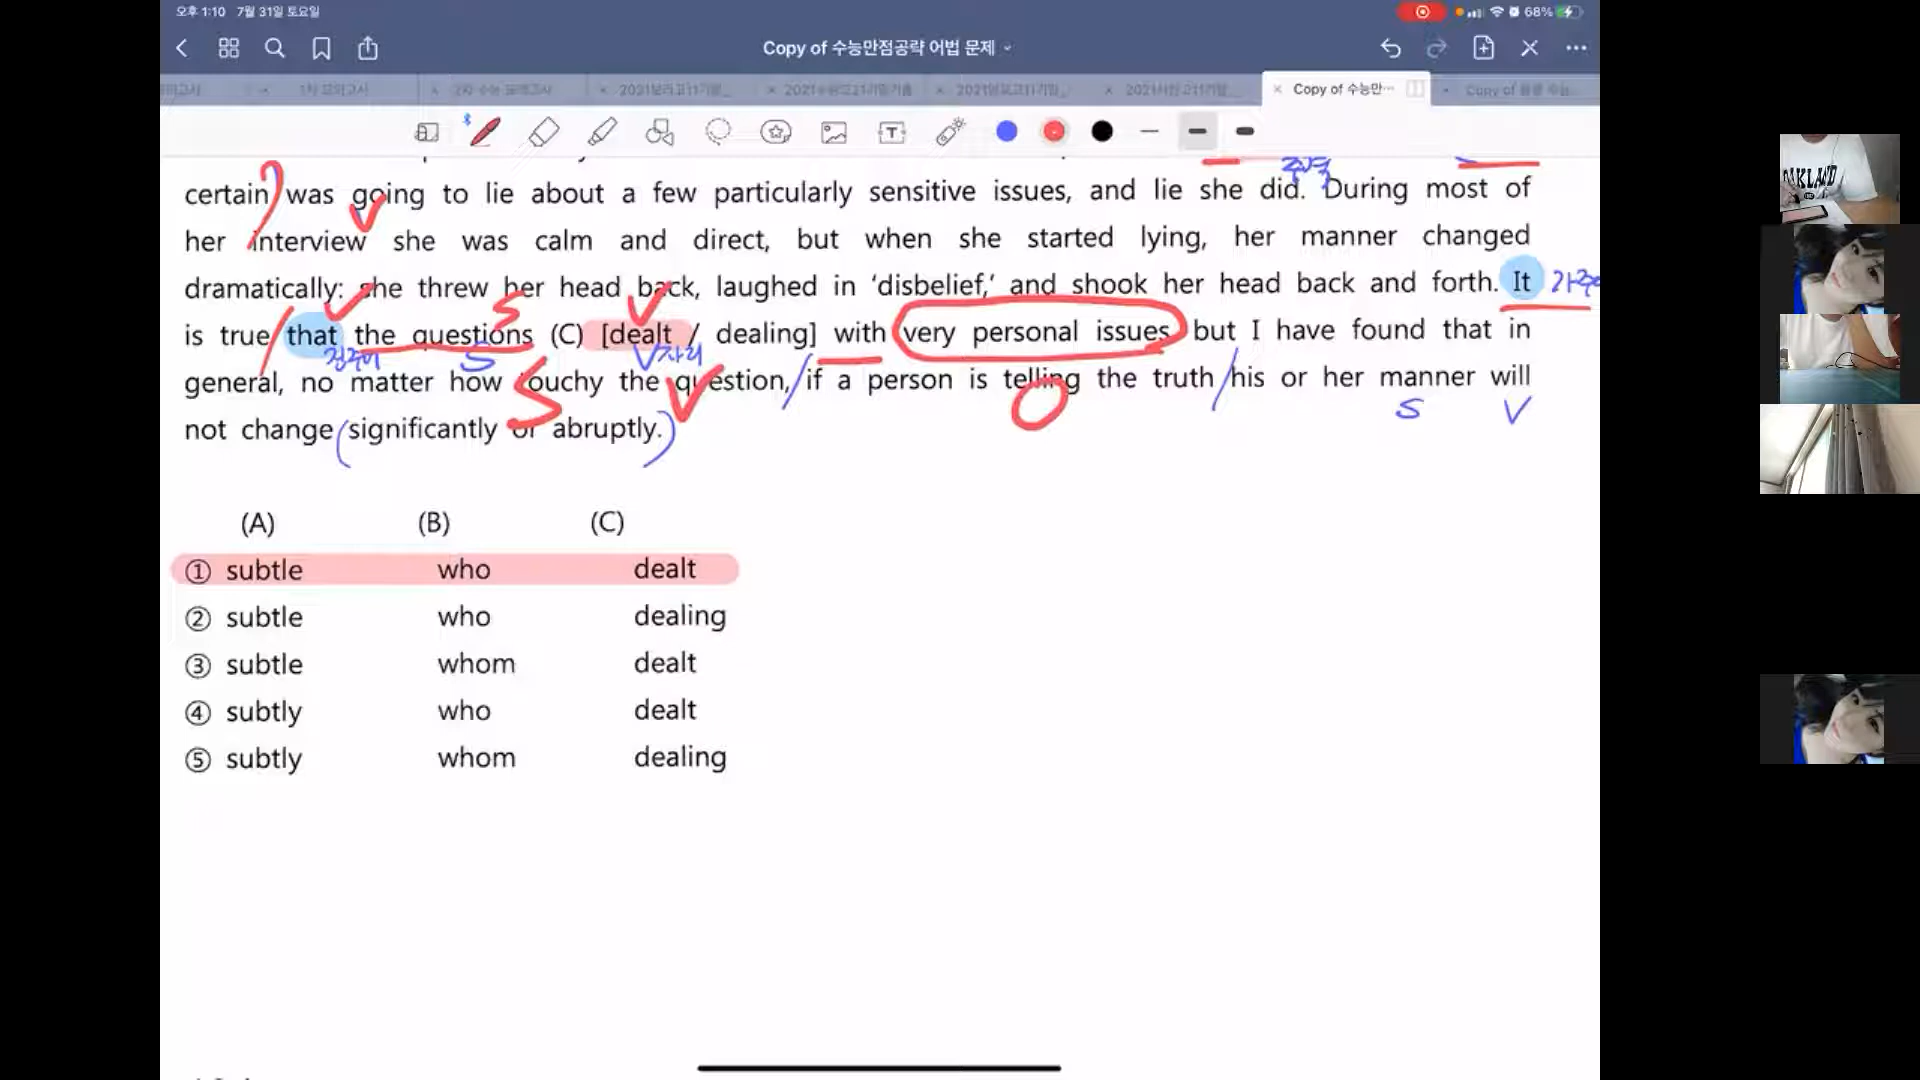 오후 1:10 7월 31일 토요일
68%
Copy of 수능만점공략 어법 문제
Copy of 수능만…
certain was going to lie about a few particularly sensitive issues, and lie she did. During most of
her interview she was calm and direct, but when she started lying, her manner changed
dramatically: she threw her head back, laughed in ‘disbelief,’ and shook her head back and forth. It
is true that the questions (C) [dealt / dealing] with very personal issues but I have found that in
진주어 S V자리
general, no matter how touchy the question, if a person is telling the truth his or her manner will
S V
not change (significantly or abruptly.)
(A) (B) (C)
① subtle who dealt
② subtle who dealing
③ subtle whom dealt
④ subtly who dealt
⑤ subtly whom dealing
OAKLAND